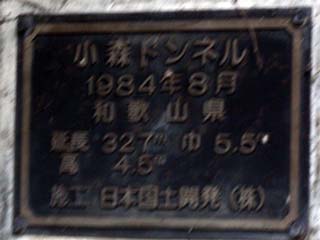 小森トンネル
1984年8月
和歌山県
延長 327m 巾 5.5m
高 4.5m
施工 日本国土開発(株)